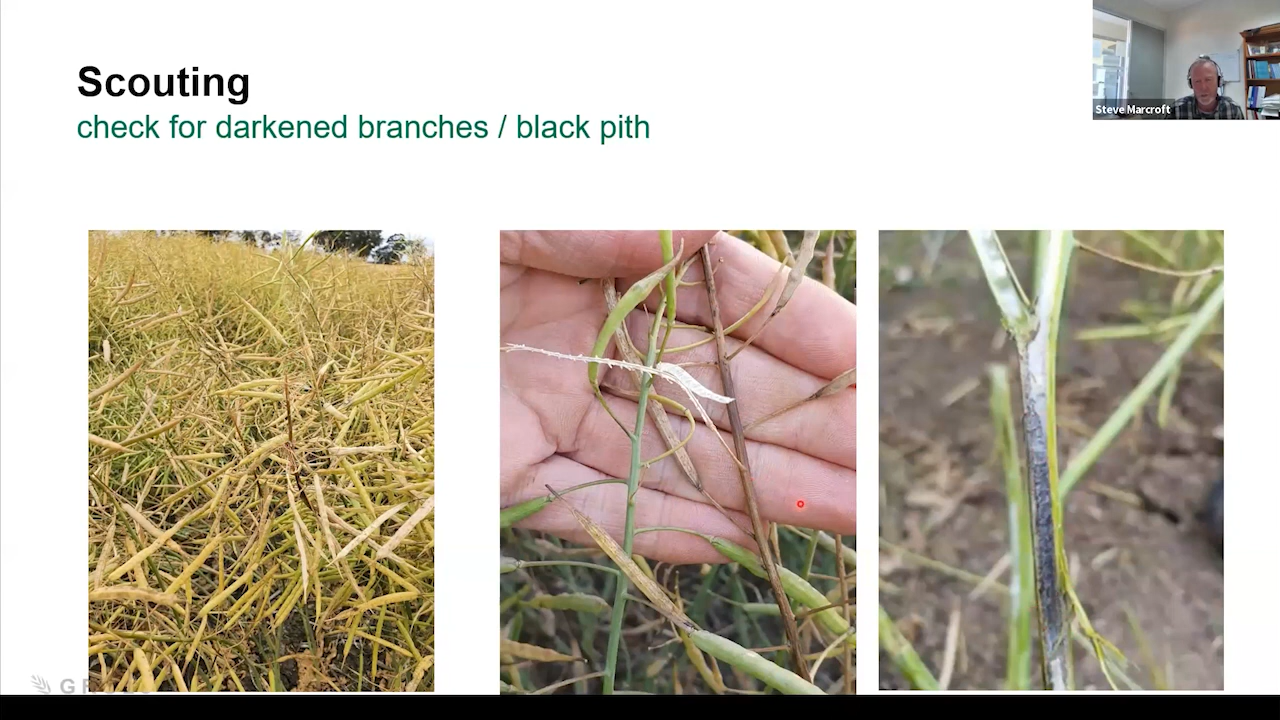 Scouting
check for darkened branches / black pith
Steve Marcroft